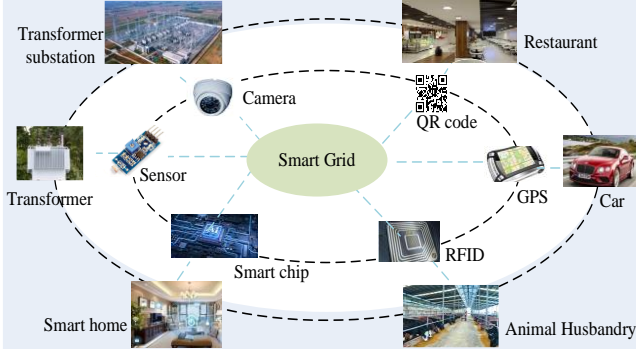 Transformer
substation
Restaurant
Camera
QR code
Smart Grid
Sensor
Transformer
GPS
Car
AI
Smart chip
RFID
Smart home
Animal Husbandry